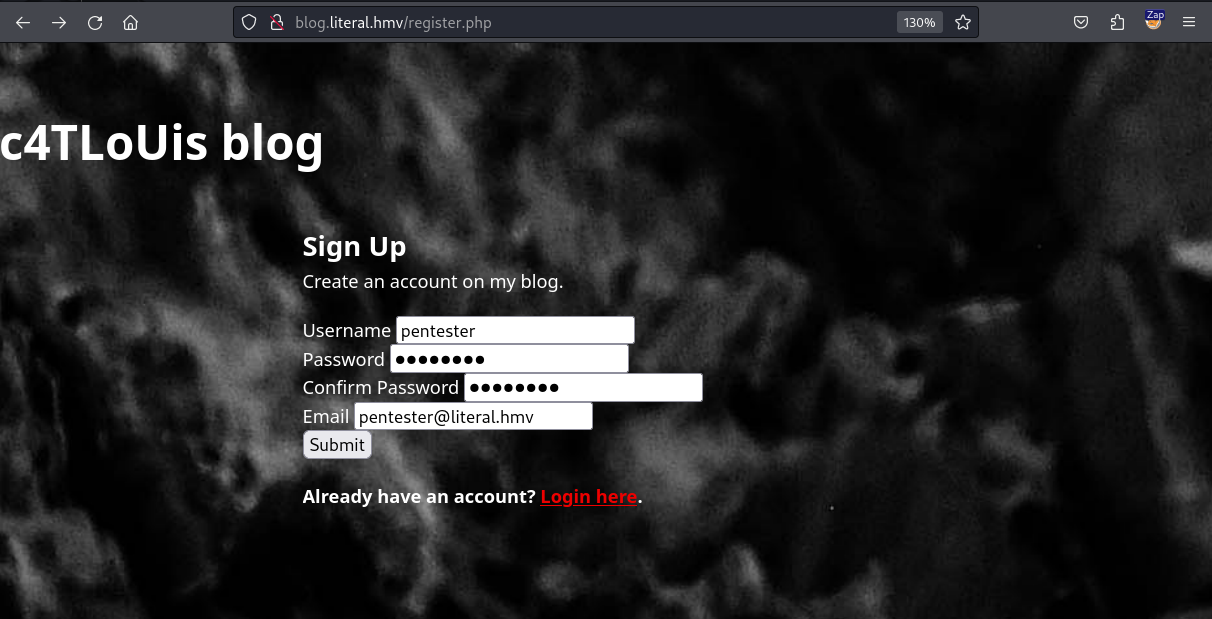 blog.literal.hmv/register.php
130%
Zap
c4TLoUis blog
Sign Up
Create an account on my blog.
Username pentester
Password ●●●●●●●●
Confirm Password ●●●●●●●●
Email pentester@literal.hmv
Submit
Already have an account? Login here.